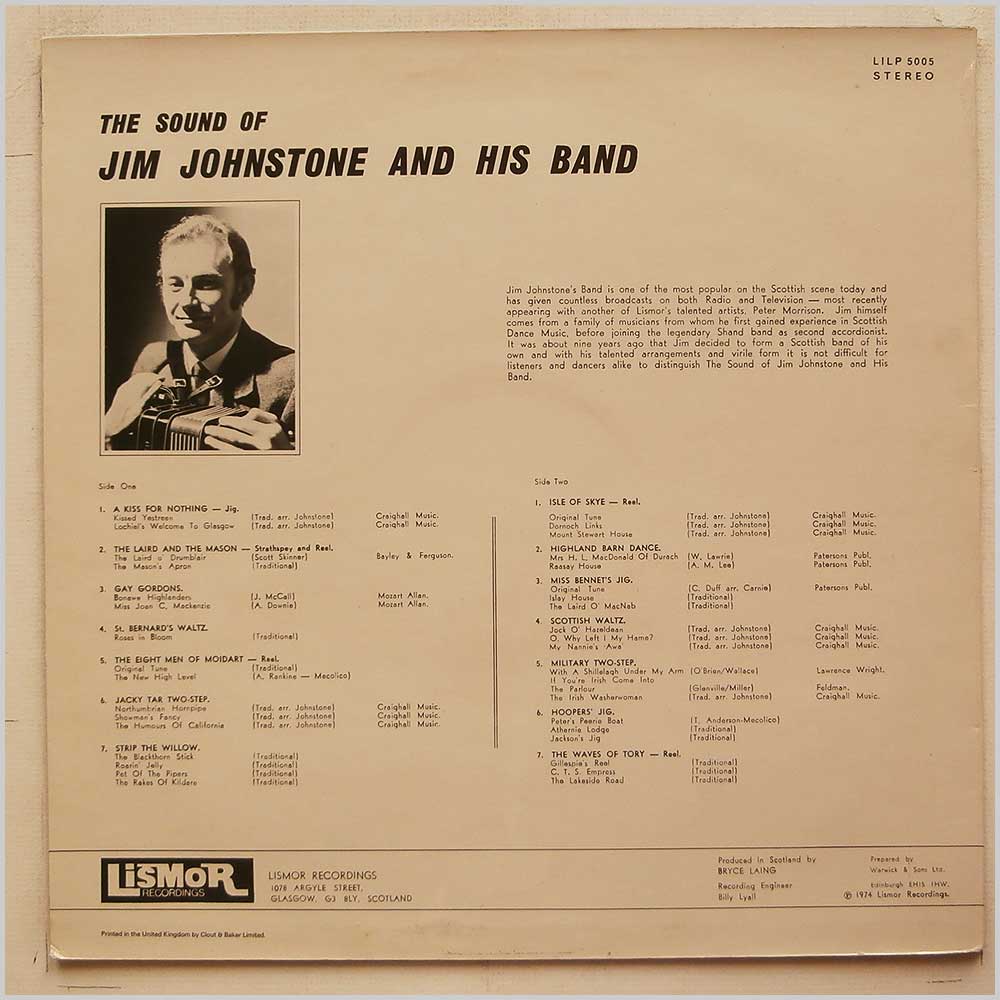 LILP 5005
STEREO
THE SOUND OF
JIM JOHNSTONE AND HIS BAND
Jim Johnstone's Band is one of the most popular on the Scottish scene today and
has given countless broadcasts on both Radio and Television — most recently
appearing with another of Lismor's talented artists, Peter Morrison. Jim himself
comes from a family of musicians from whom he first gained experience in Scottish
Dance Music, before joining the legendary Shand band as second accordionist.
It was about nine years ago that Jim decided to form a Scottish band of his
own and with his talented arrangements and virile form it is not difficult for
listeners and dancers alike to distinguish The Sound of Jim Johnstone and His
Band.
Side One
1. A KISS FOR NOTHING — Jig.
Kissed Yestreen (Trad. arr. Johnstone) Craighall Music.
Lochiel's Welcome To Glasgow (Trad. arr. Johnstone) Craighall Music.
2. THE LAIRD AND THE MASON — Strathspey and Reel.
The Laird o' Drumblair (Scott Skinner) Bayley & Ferguson.
The Mason's Apron (Traditional)
3. GAY GORDONS.
Bonawe Highlanders (J. McCall) Mozart Allan.
Miss Joan C. Mackenzie (A. Downie) Mozart Allan.
4. St. BERNARD'S WALTZ.
Roses in Bloom (Traditional)
5. THE EIGHT MEN OF MOIDART — Reel.
Original Tune (Traditional)
The New High Level (A. Rankine — Mecolico)
6. JACKY TAR TWO-STEP.
Northumbrian Hornpipe (Trad. arr. Johnstone) Craighall Music.
Showman's Fancy (Trad. arr. Johnstone) Craighall Music.
The Humours Of California (Trad. arr. Johnstone) Craighall Music.
7. STRIP THE WILLOW.
The Blackthorn Stick (Traditional)
Roarin' Jelly (Traditional)
Pet Of The Pipers (Traditional)
The Rakes Of Kildare (Traditional)
Side Two
1. ISLE OF SKYE — Reel.
Original Tune (Trad. arr. Johnstone) Craighall Music.
Dornoch Links (Trad. arr. Johnstone) Craighall Music.
Mount Stewart House (Trad. arr. Johnstone) Craighall Music.
2. HIGHLAND BARN DANCE.
Mrs H. L. MacDonald Of Durach (W. Lawrie) Patersons Publ.
Raasay House (A. M. Lee) Patersons Publ.
3. MISS BENNET'S JIG.
Original Tune (C. Duff arr. Carnie) Patersons Publ.
Islay House (Traditional)
The Laird O' MacNab (Traditional)
4. SCOTTISH WALTZ.
Jock O' Hazeldean (Trad. arr. Johnstone) Craighall Music.
O, Why Left I My Hame? (Trad. arr. Johnstone) Craighall Music.
My Nannie's 'Awa (Trad. arr. Johnstone) Craighall Music.
5. MILITARY TWO-STEP.
With A Shillelagh Under My Arm (O'Brien/Wallace) Lawrence Wright.
If You're Irish Come Into
The Parlour (Glenville/Miller) Feldman.
The Irish Washerwoman (Trad. arr. Johnstone) Craighall Music.
6. HOOPERS' JIG.
Peter's Peerie Boat (T. Anderson-Mecolico)
Athernie Lodge (Traditional)
Jackson's Jig (Traditional)
7. THE WAVES OF TORY — Reel.
Gillespie's Reel (Traditional)
C. T. S. Empress (Traditional)
The Lakeside Road (Traditional)
LISMOR
RECORDINGS
LISMOR RECORDINGS
1078 ARGYLE STREET,
GLASGOW, G3 8LY, SCOTLAND
Produced In Scotland by
BRYCE LAING
Recording Engineer
Billy Lyall
Prepared by
Warwick & Sons Ltd.
Edinburgh EH15 1HW.
℗ 1974 Lismor Recordings.
Printed in the United Kingdom by Clout & Baker Limited.